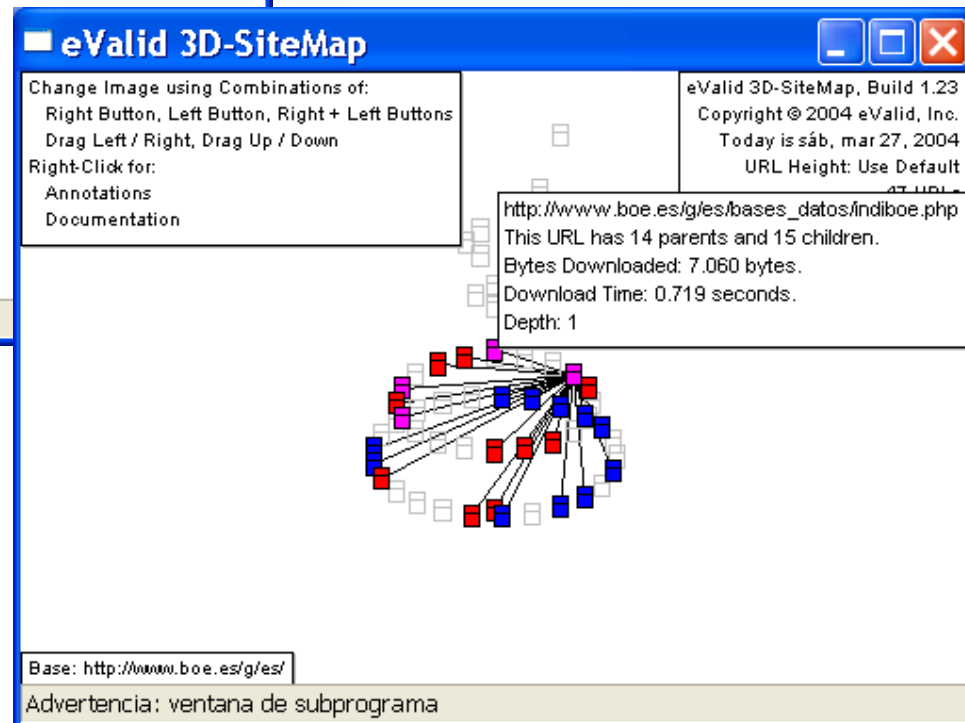 eValid 3D-SiteMap
Change Image using Combinations of:
Right Button, Left Button, Right + Left Buttons
Drag Left / Right, Drag Up / Down
Right-Click for:
Annotations
Documentation
eValid 3D-SiteMap, Build 1.23
Copyright © 2004 eValid, Inc.
Today is sáb, mar 27, 2004
URL Height: Use Default
47 URLs
http://www.boe.es/g/es/bases_datos/indiboe.php
This URL has 14 parents and 15 children.
Bytes Downloaded: 7.060 bytes.
Download Time: 0.719 seconds.
Depth: 1
Base: http://www.boe.es/g/es/
Advertencia: ventana de subprograma